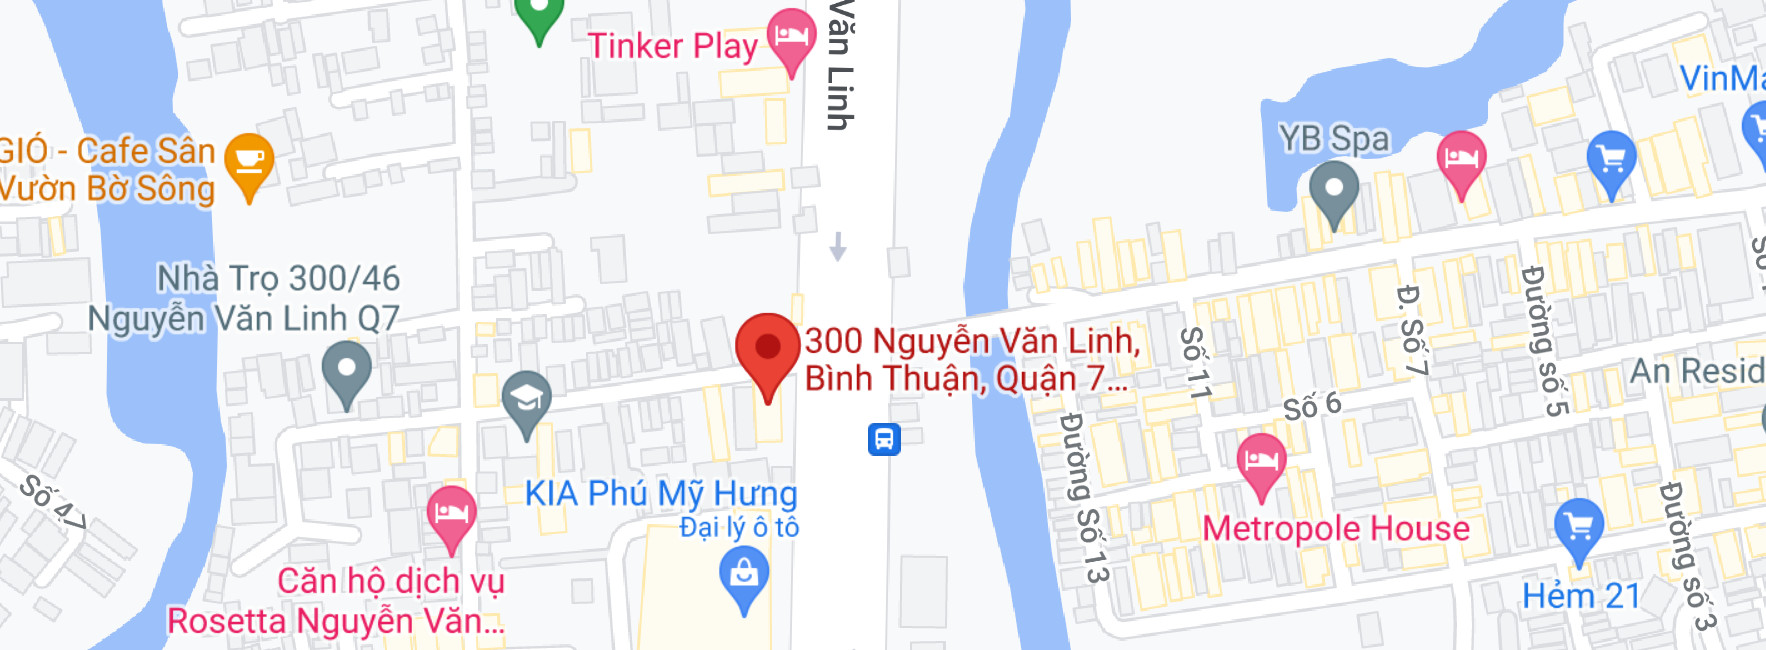 Văn Linh
Tinker Play
VinMa
GIÓ - Cafe Sân
Vườn Bờ Sông
YB Spa
Nhà Trọ 300/46
Nguyễn Văn Linh Q7
300 Nguyễn Văn Linh,
Bình Thuận, Quận 7...
Số 11
Đ. Số 7
Đường số 5
An Resid
Số 6
Đường Số 13
Số 47
KIA Phú Mỹ Hưng
Đại lý ô tô
Metropole House
Đường số 3
Căn hộ dịch vụ
Rosetta Nguyễn Văn...
Hẻm 21